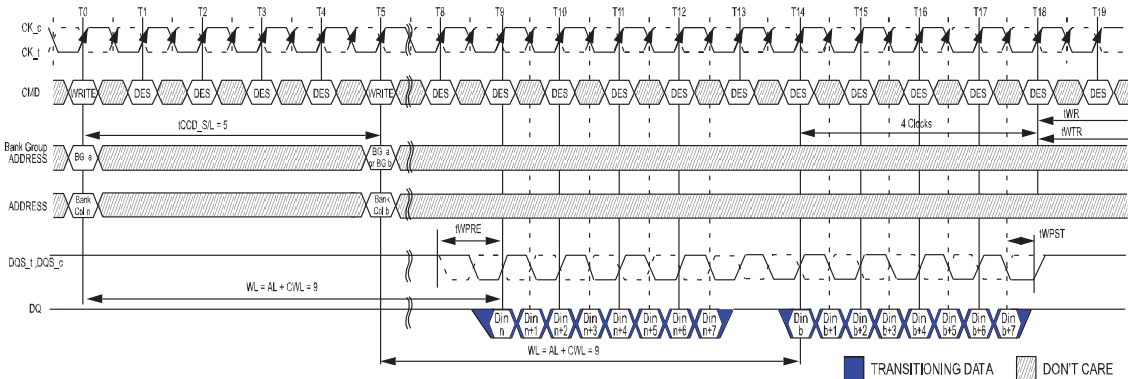 T0 T1 T2 T3 T4 T5 T8 T9 T10 T11 T12 T13 T14 T15 T16 T17 T18 T19
CK_c
CK_t
CMD WRITE DES DES DES DES WRITE DES DES DES DES DES DES DES DES DES DES DES DES
tCCD_S/L = 5
4 Clocks
tWR
tWTR
Bank Group
ADDRESS
BG a
BG a
or BG b
ADDRESS
Bank
Col n
Bank
Col b
tWPRE
tWPST
DQS_t ,DQS_c
WL = AL + CWL = 9
DQ
Din
n
Din
n+1
Din
n+2
Din
n+3
Din
n+4
Din
n+5
Din
n+6
Din
n+7
Din
b
Din
b+1
Din
b+2
Din
b+3
Din
b+4
Din
b+5
Din
b+6
Din
b+7
WL = AL + CWL = 9
TRANSITIONING DATA
DON'T CARE